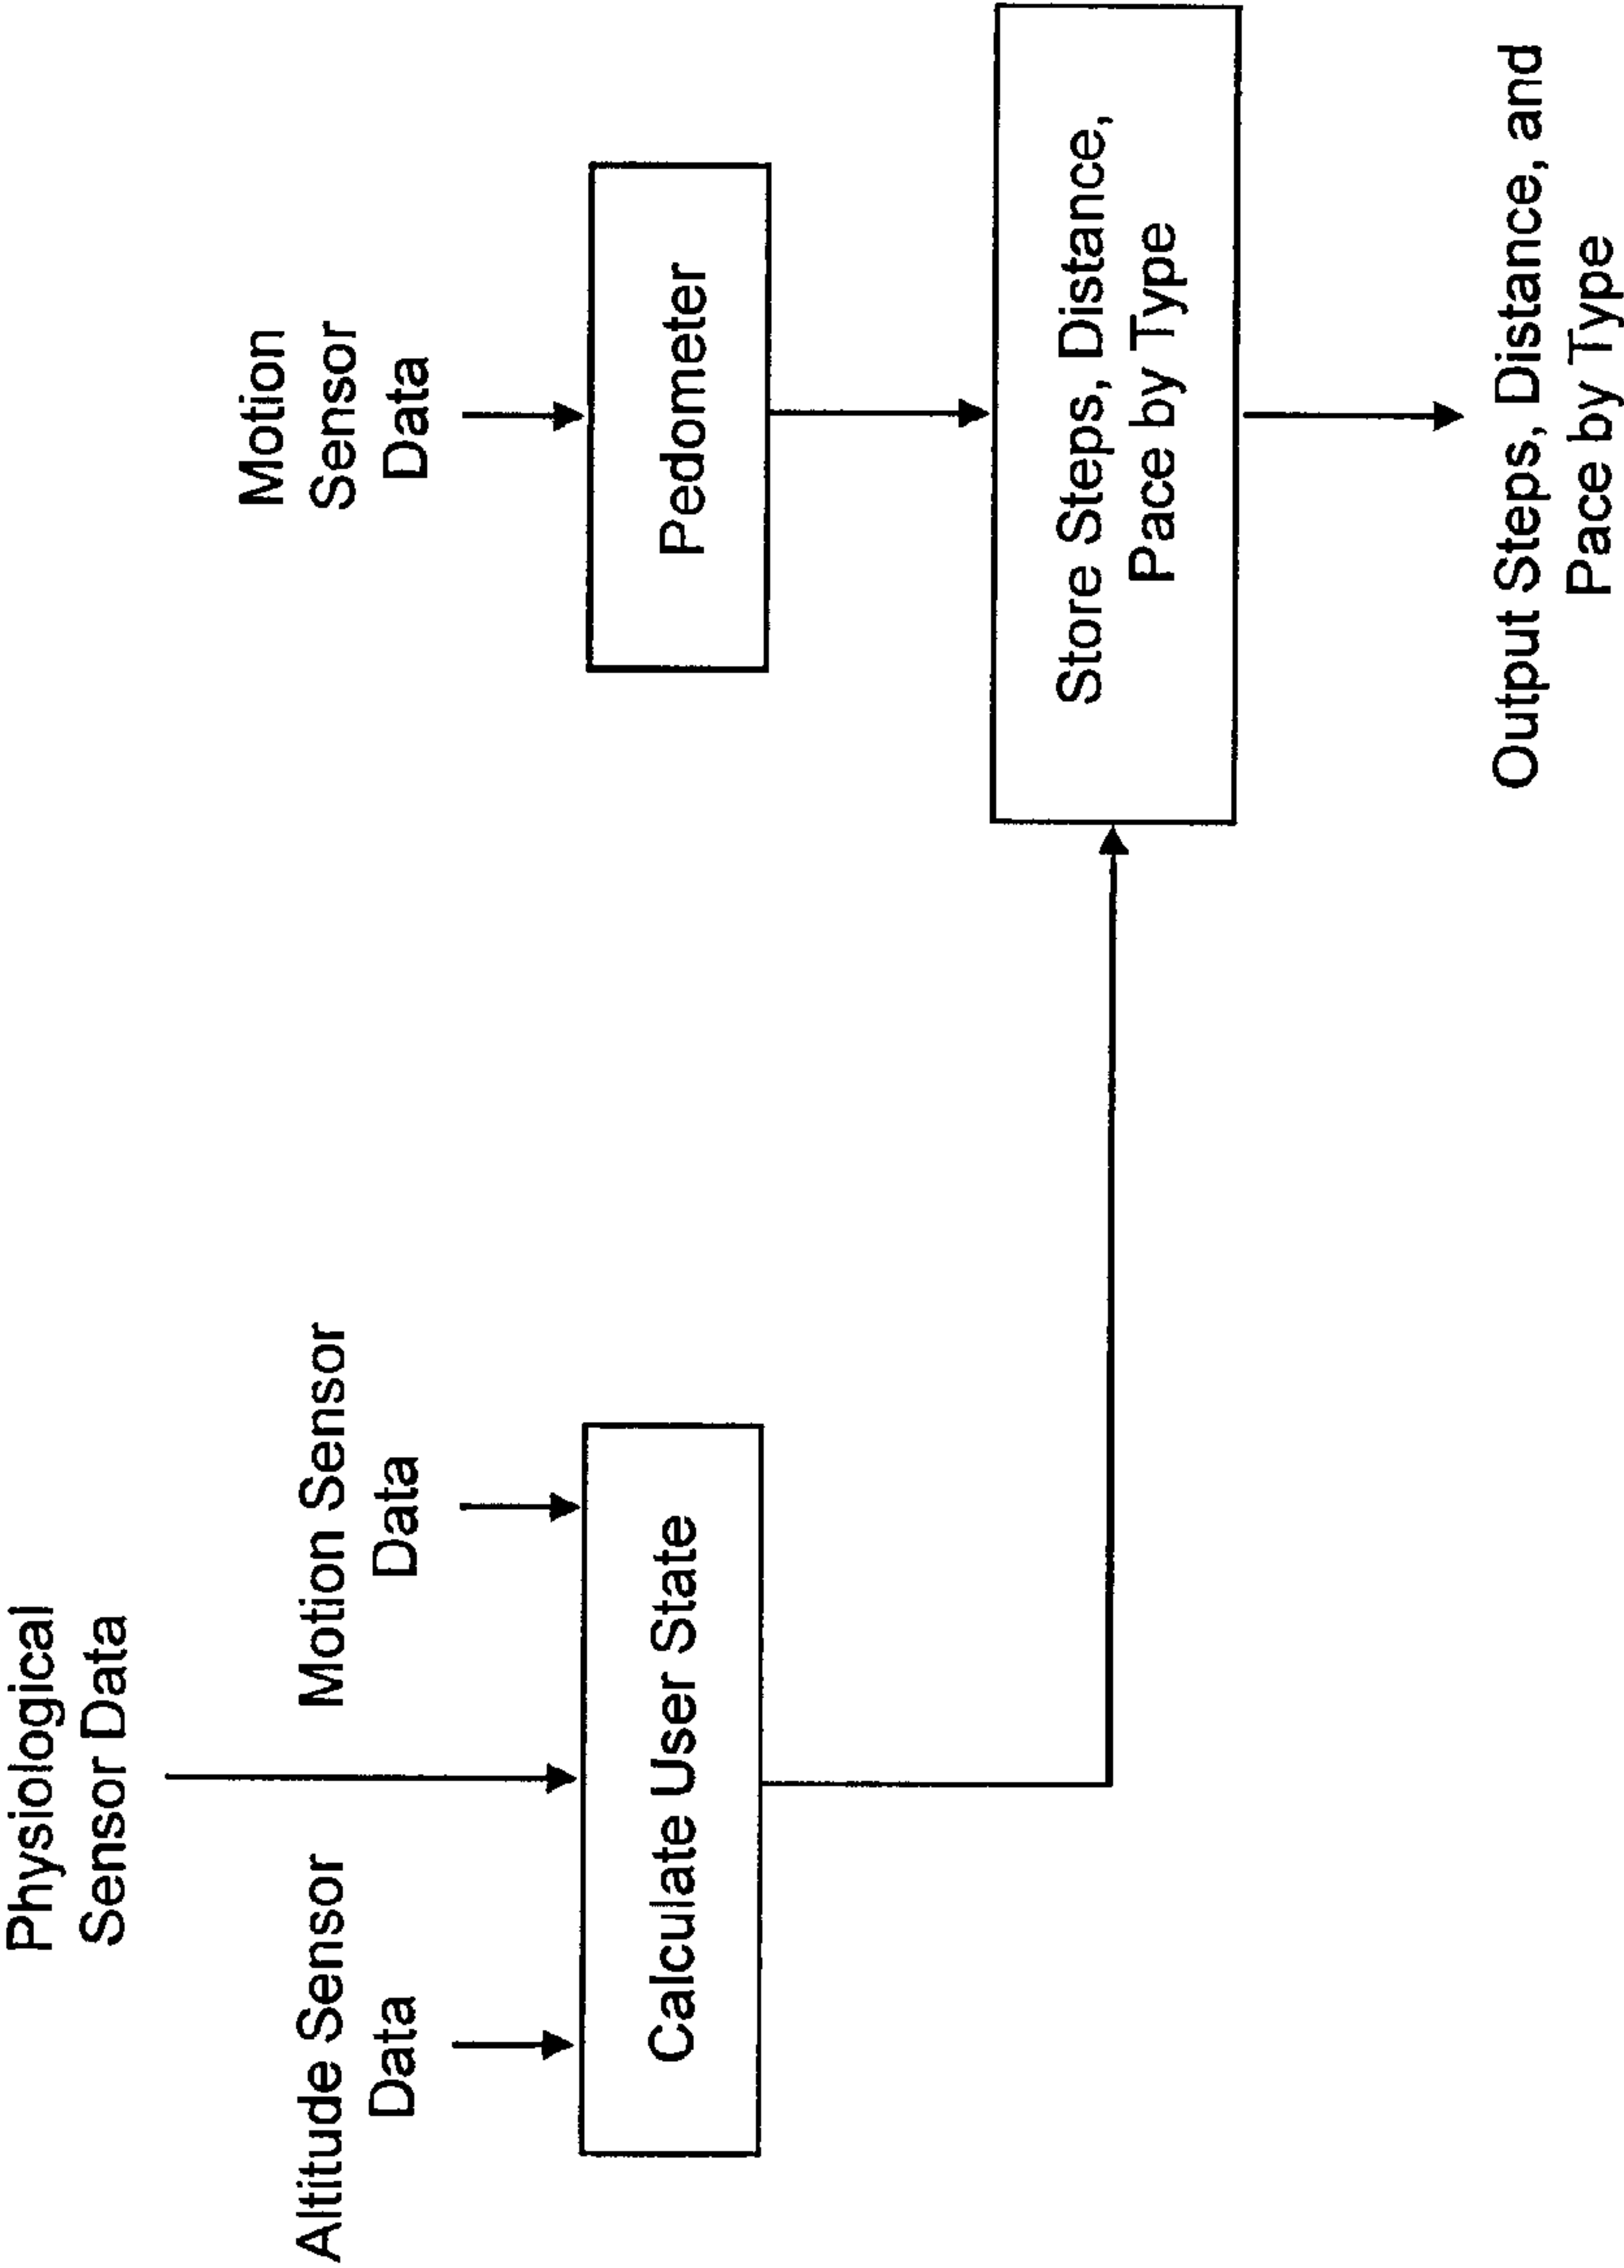 Physiological
Sensor Data
Altitude Sensor
Data
Motion Sensor
Data
Motion
Sensor
Data
Calculate User State
Pedometer
Store Steps, Distance,
Pace by Type
Output Steps, Distance, and
Pace by Type